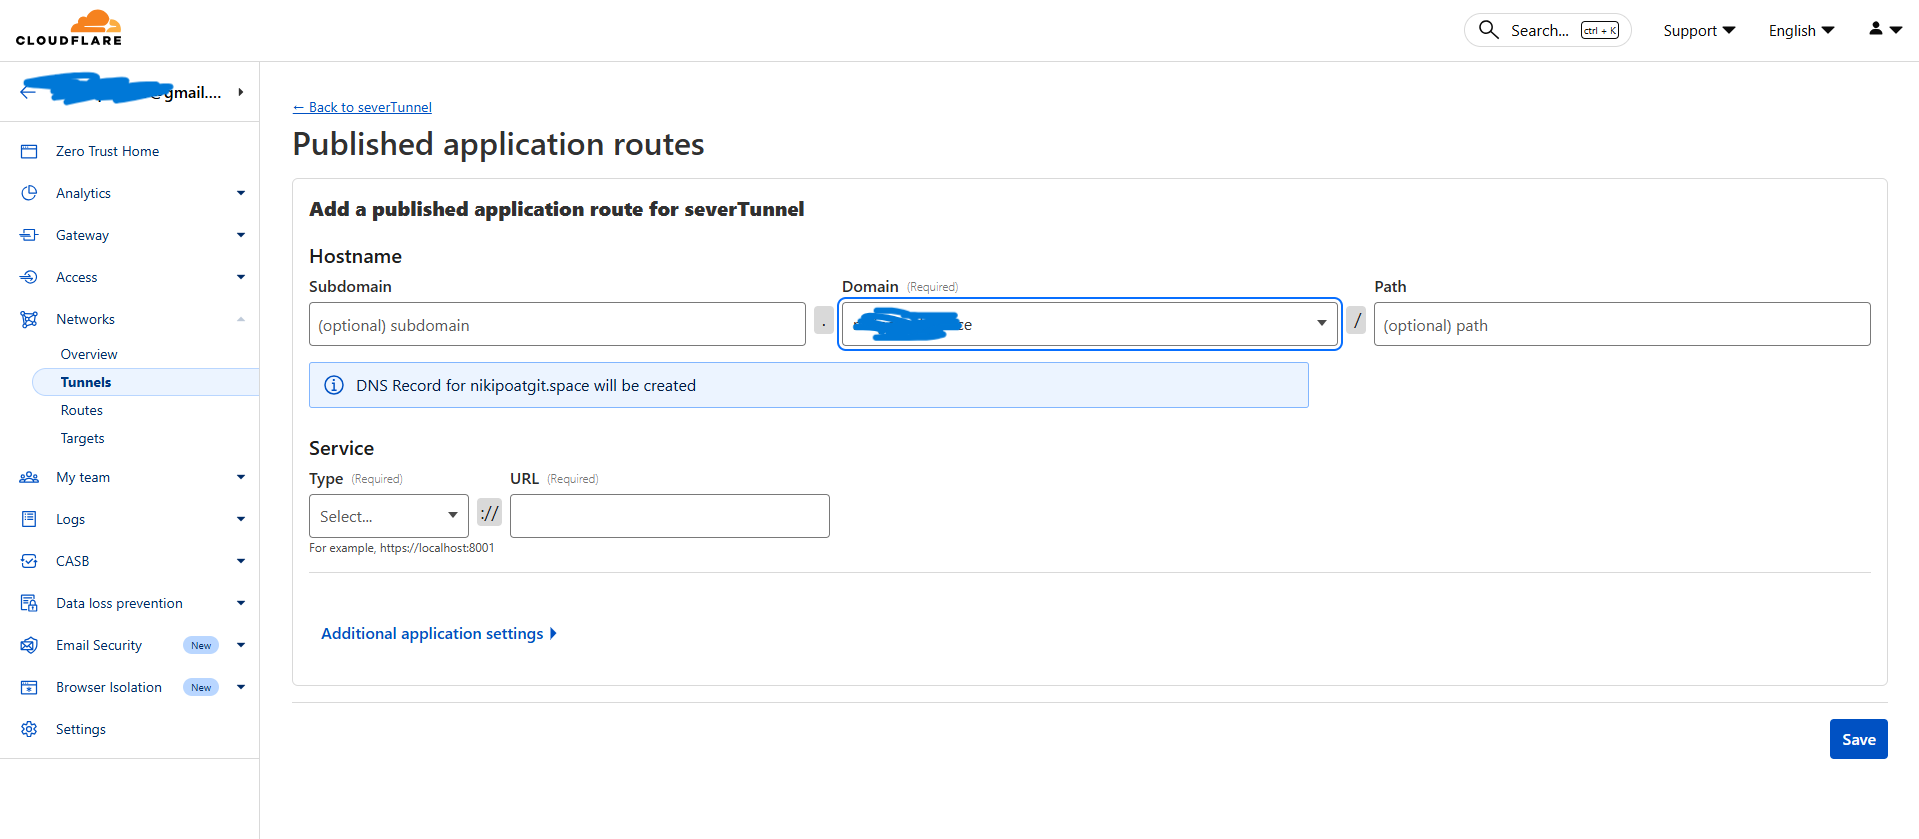 CLOUDFLARE
Search... ctrl + K
Support
English
@gmail....
Zero Trust Home
Analytics
Gateway
Access
Networks
Overview
Tunnels
Routes
Targets
My team
Logs
CASB
Data loss prevention
Email Security New
Browser Isolation New
Settings
← Back to severTunnel
Published application routes
Add a published application route for severTunnel
Hostname
Subdomain
(optional) subdomain
.
Domain (Required)
/
Path
(optional) path
DNS Record for nikipoatgit.space will be created
Service
Type (Required)
Select...
://
URL (Required)
For example, https://localhost:8001
Additional application settings
Save